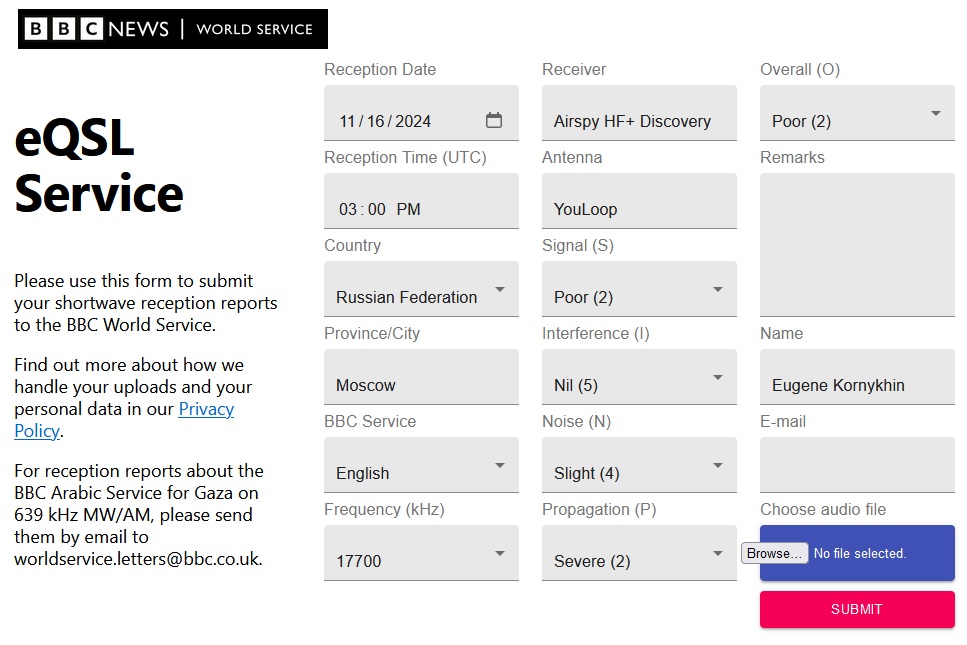 BBC NEWS | WORLD SERVICE
eQSL
Service
Please use this form to submit
your shortwave reception reports
to the BBC World Service.
Find out more about how we
handle your uploads and your
personal data in our Privacy
Policy.
For reception reports about the
BBC Arabic Service for Gaza on
639 kHz MW/AM, please send
them by email to
worldservice.letters@bbc.co.uk.
Reception Date
11/16/2024
Reception Time (UTC)
03:00 PM
Country
Russian Federation
Province/City
Moscow
BBC Service
English
Frequency (kHz)
17700
Receiver
Airspy HF+ Discovery
Antenna
YouLoop
Signal (S)
Poor (2)
Interference (I)
Nil (5)
Noise (N)
Slight (4)
Propagation (P)
Severe (2)
Overall (O)
Poor (2)
Remarks
Name
Eugene Kornykhin
E-mail
Choose audio file
Browse... No file selected.
SUBMIT